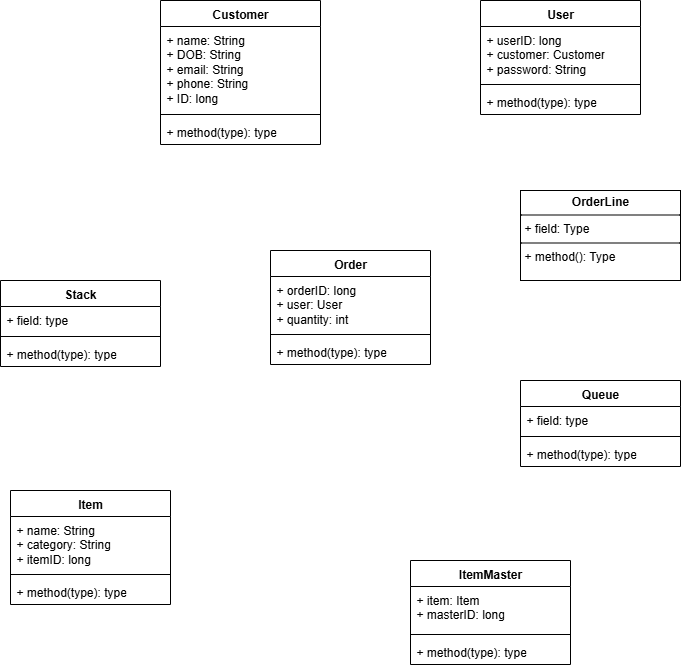 Customer
+ name: String
+ DOB: String
+ email: String
+ phone: String
+ ID: long
+ method(type): type
User
+ userID: long
+ customer: Customer
+ password: String
+ method(type): type
OrderLine
+ field: Type
+ method(): Type
Order
+ orderID: long
+ user: User
+ quantity: int
+ method(type): type
Stack
+ field: type
+ method(type): type
Queue
+ field: type
+ method(type): type
Item
+ name: String
+ category: String
+ itemID: long
+ method(type): type
ItemMaster
+ item: Item
+ masterID: long
+ method(type): type